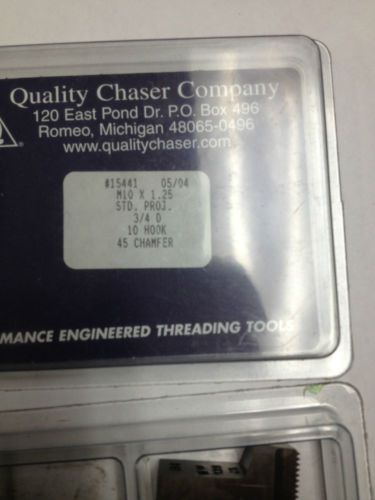 Quality Chaser Company
120 East Pond Dr. P.O. Box 496
Romeo, Michigan 48065-0496
www.qualitychaser.com
®
#15441 05/04
M10 X 1.25
STD. PROJ.
3/4 D
10 HOOK
45 CHAMFER
MANCE ENGINEERED THREADING TOOLS